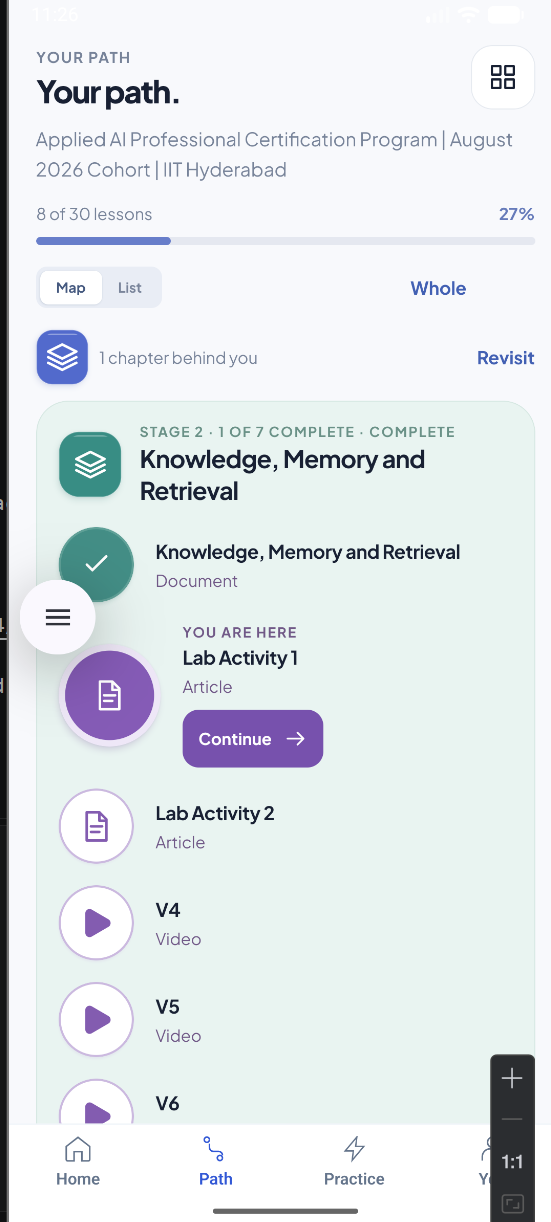 11:26
YOUR PATH
Your path.
Applied AI Professional Certification Program | August
2026 Cohort | IIT Hyderabad
8 of 30 lessons
27%
Map
List
Whole
1 chapter behind you
Revisit
STAGE 2 · 1 OF 7 COMPLETE · COMPLETE
Knowledge, Memory and
Retrieval
Knowledge, Memory and Retrieval
Document
YOU ARE HERE
Lab Activity 1
Article
Continue
Lab Activity 2
Article
V4
Video
V5
Video
V6
1:1
Home
Path
Practice